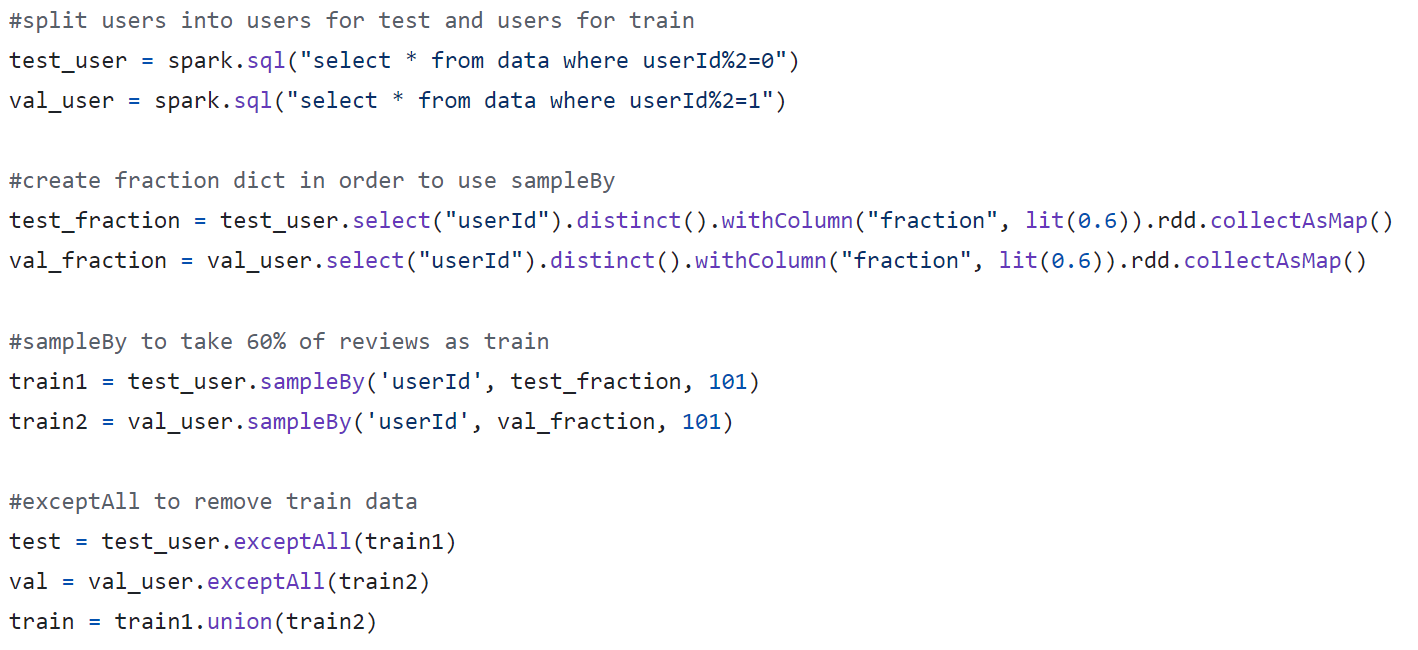 #split users into users for test and users for train
test_user = spark.sql("select * from data where userId%2=0")
val_user = spark.sql("select * from data where userId%2=1")
#create fraction dict in order to use sampleBy
test_fraction = test_user.select("userId").distinct().withColumn("fraction", lit(0.6)).rdd.collectAsMap()
val_fraction = val_user.select("userId").distinct().withColumn("fraction", lit(0.6)).rdd.collectAsMap()
#sampleBy to take 60% of reviews as train
train1 = test_user.sampleBy('userId', test_fraction, 101)
train2 = val_user.sampleBy('userId', val_fraction, 101)
#exceptAll to remove train data
test = test_user.exceptAll(train1)
val = val_user.exceptAll(train2)
train = train1.union(train2)